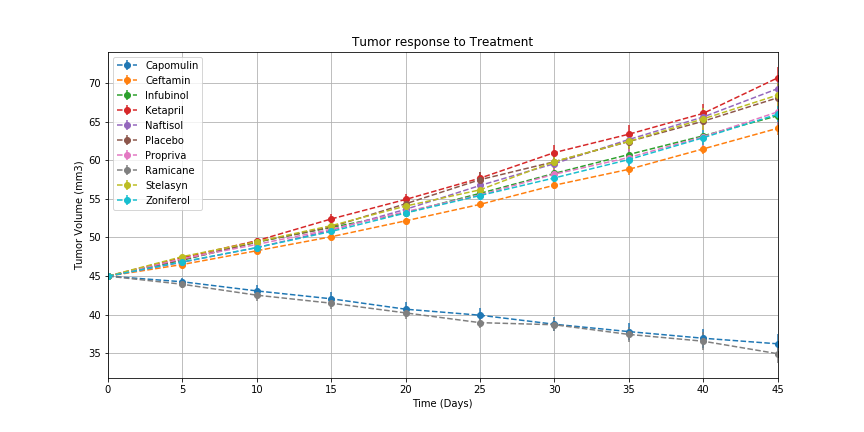 Tumor response to Treatment
Tumor Volume (mm3)
70
65
60
55
50
45
40
35
Capomulin
Ceftamin
Infubinol
Ketapril
Naftisol
Placebo
Propriva
Ramicane
Stelasyn
Zoniferol
0 5 10 15 20 25 30 35 40 45
Time (Days)